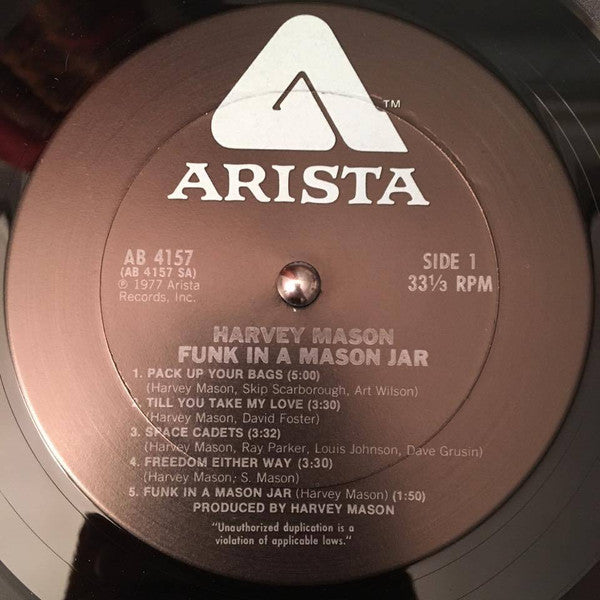 TM
ARISTA
AB 4157
(AB 4157 SA)
℗ 1977 Arista
Records, Inc.
SIDE 1
33⅓ RPM
HARVEY MASON
FUNK IN A MASON JAR
1. PACK UP YOUR BAGS (5:00)
(Harvey Mason, Skip Scarborough, Art Wilson)
2. TILL YOU TAKE MY LOVE (3:30)
(Harvey Mason, David Foster)
3. SPACE CADETS (3:32)
(Harvey Mason, Ray Parker, Louis Johnson, Dave Grusin)
4. FREEDOM EITHER WAY (3:30)
(Harvey Mason, S. Mason)
5. FUNK IN A MASON JAR (Harvey Mason) (1:50)
PRODUCED BY HARVEY MASON
"Unauthorized duplication is a
violation of applicable laws."